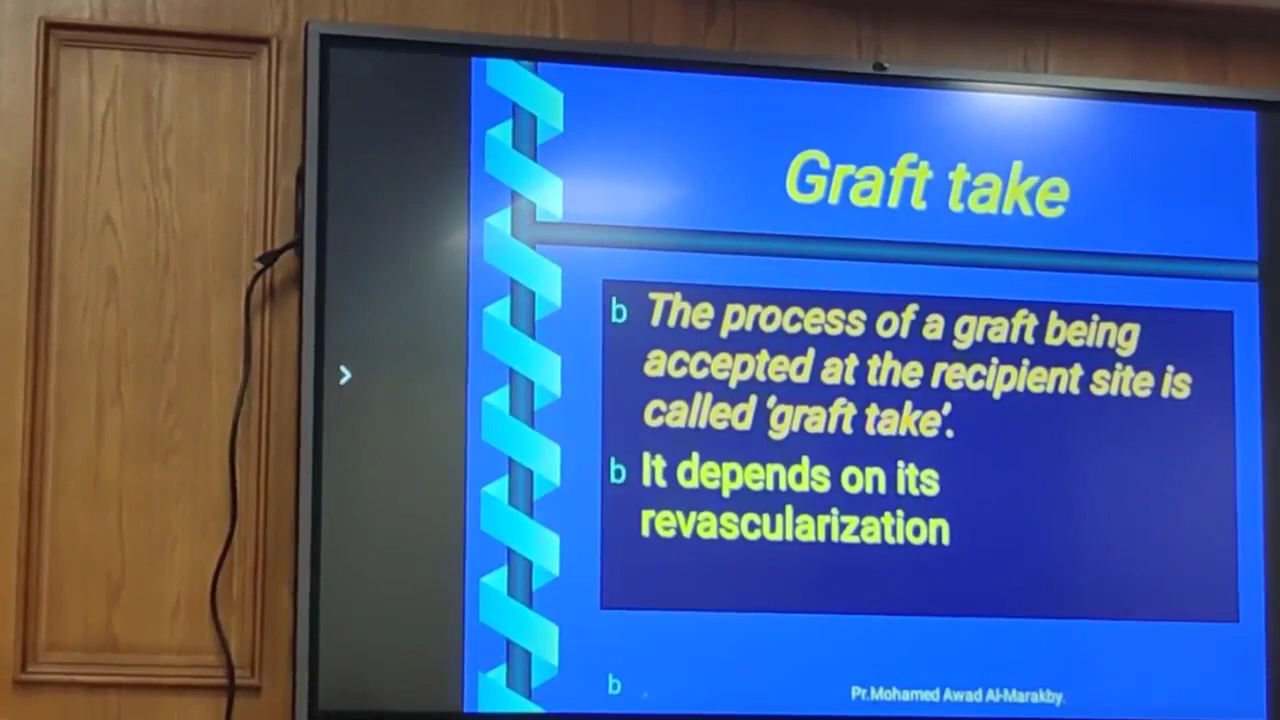 Graft take
b The process of a graft being
accepted at the recipient site is
called ‘graft take’.
b It depends on its
revascularization
b
Pr.Mohamed Awad Al-Marakby.